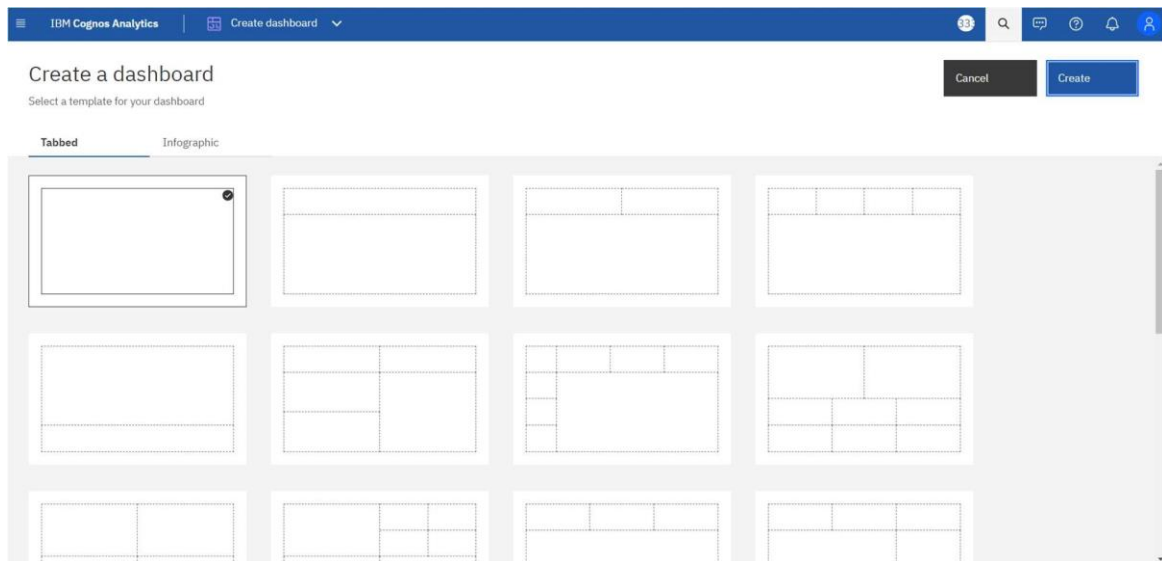 IBM Cognos Analytics
Create dashboard
Create a dashboard
Cancel
Create
Select a template for your dashboard
Tabbed
Infographic